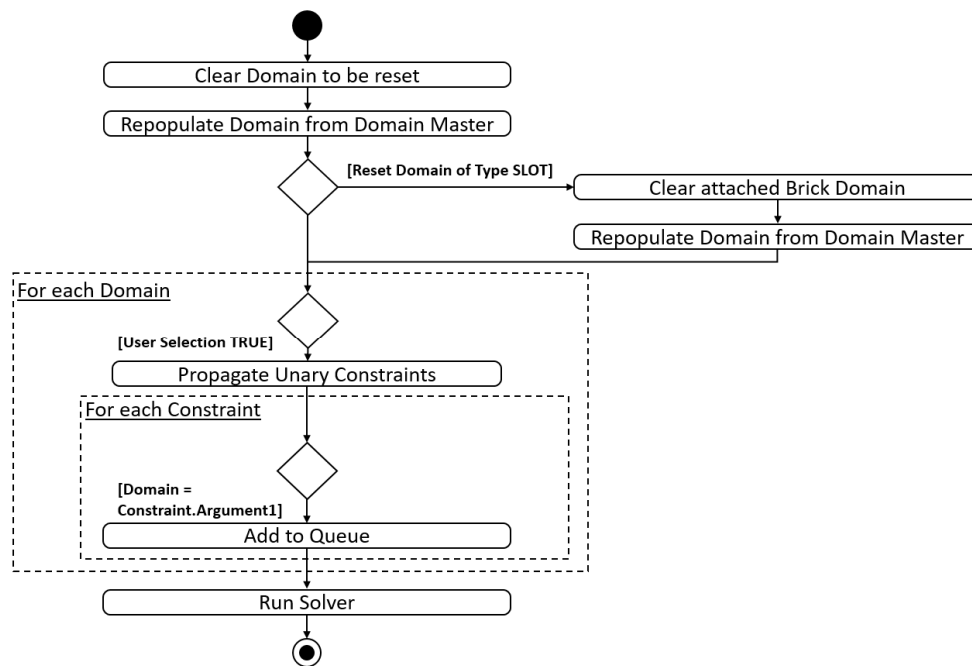 Clear Domain to be reset
Repopulate Domain from Domain Master
[Reset Domain of Type SLOT]
Clear attached Brick Domain
Repopulate Domain from Domain Master
For each Domain
[User Selection TRUE]
Propagate Unary Constraints
For each Constraint
[Domain =
Constraint.Argument1]
Add to Queue
Run Solver